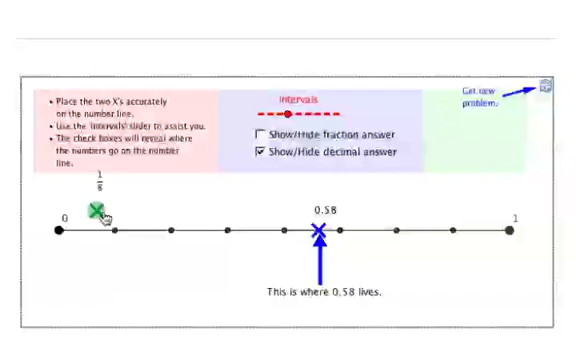 Get new
problem.
• Place the two X's accurately
on the number line.
• Use the 'Intervals' slider to assist you.
• The check boxes will reveal where
the numbers go on the number
line.
Intervals
Show/Hide fraction answer
Show/Hide decimal answer
1
8
0
0.58
1
This is where 0.58 lives.